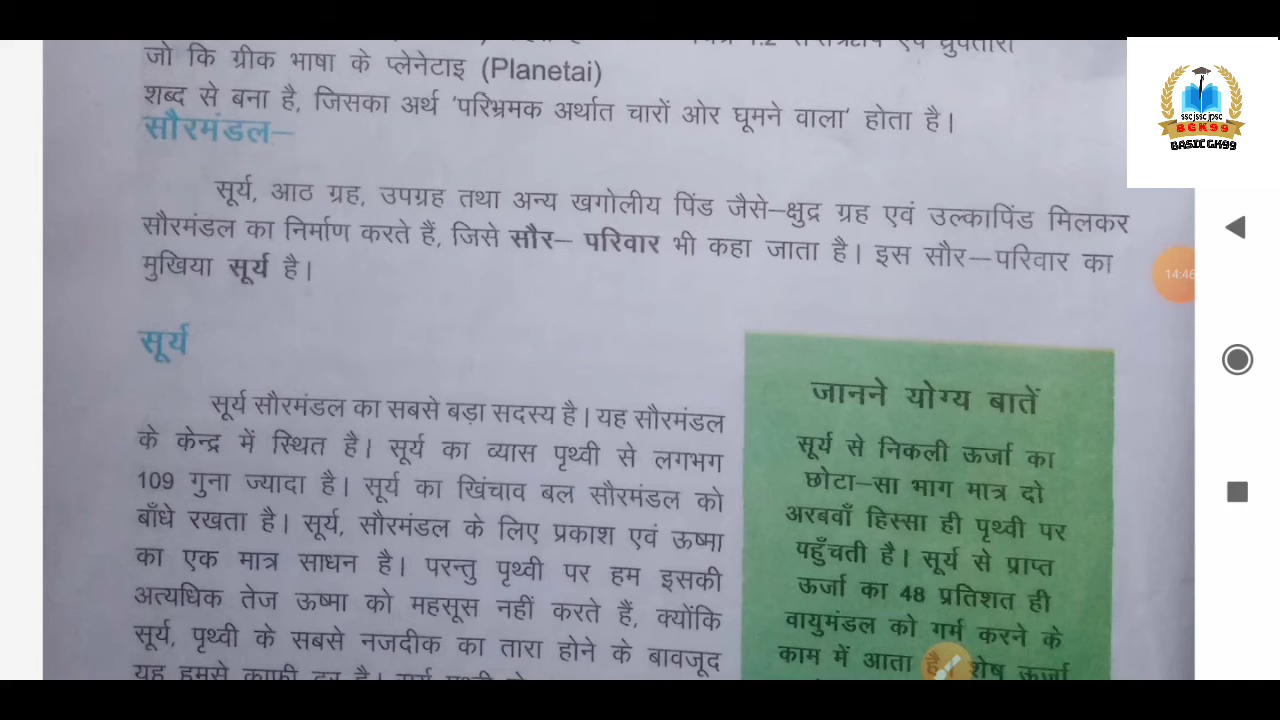 जो कि ग्रीक भाषा के प्लेनेटाइ (Planetai)
शब्द से बना है, जिसका अर्थ 'परिभ्रमक अर्थात चारों ओर घूमने वाला' होता है।
सौरमंडल–
सूर्य, आठ ग्रह, उपग्रह तथा अन्य खगोलीय पिंड जैसे–क्षुद्र ग्रह एवं उल्कापिंड मिलकर
सौरमंडल का निर्माण करते हैं, जिसे सौर– परिवार भी कहा जाता है। इस सौर–परिवार का
मुखिया सूर्य है।
सूर्य
सूर्य सौरमंडल का सबसे बड़ा सदस्य है। यह सौरमंडल
के केन्द्र में स्थित है। सूर्य का व्यास पृथ्वी से लगभग
109 गुना ज्यादा है। सूर्य का खिंचाव बल सौरमंडल को
बाँधे रखता है। सूर्य, सौरमंडल के लिए प्रकाश एवं ऊष्मा
का एक मात्र साधन है। परन्तु पृथ्वी पर हम इसकी
अत्यधिक तेज ऊष्मा को महसूस नहीं करते हैं, क्योंकि
सूर्य, पृथ्वी के सबसे नजदीक का तारा होने के बावजूद
जानने योग्य बातें
सूर्य से निकली ऊर्जा का
छोटा–सा भाग मात्र दो
अरबवाँ हिस्सा ही पृथ्वी पर
पहुँचती है। सूर्य से प्राप्त
ऊर्जा का 48 प्रतिशत ही
वायुमंडल को गर्म करने के
काम में आता है। शेष ऊर्जा
sscjssc jpsc
BGK99
BASIC GK99
14:46